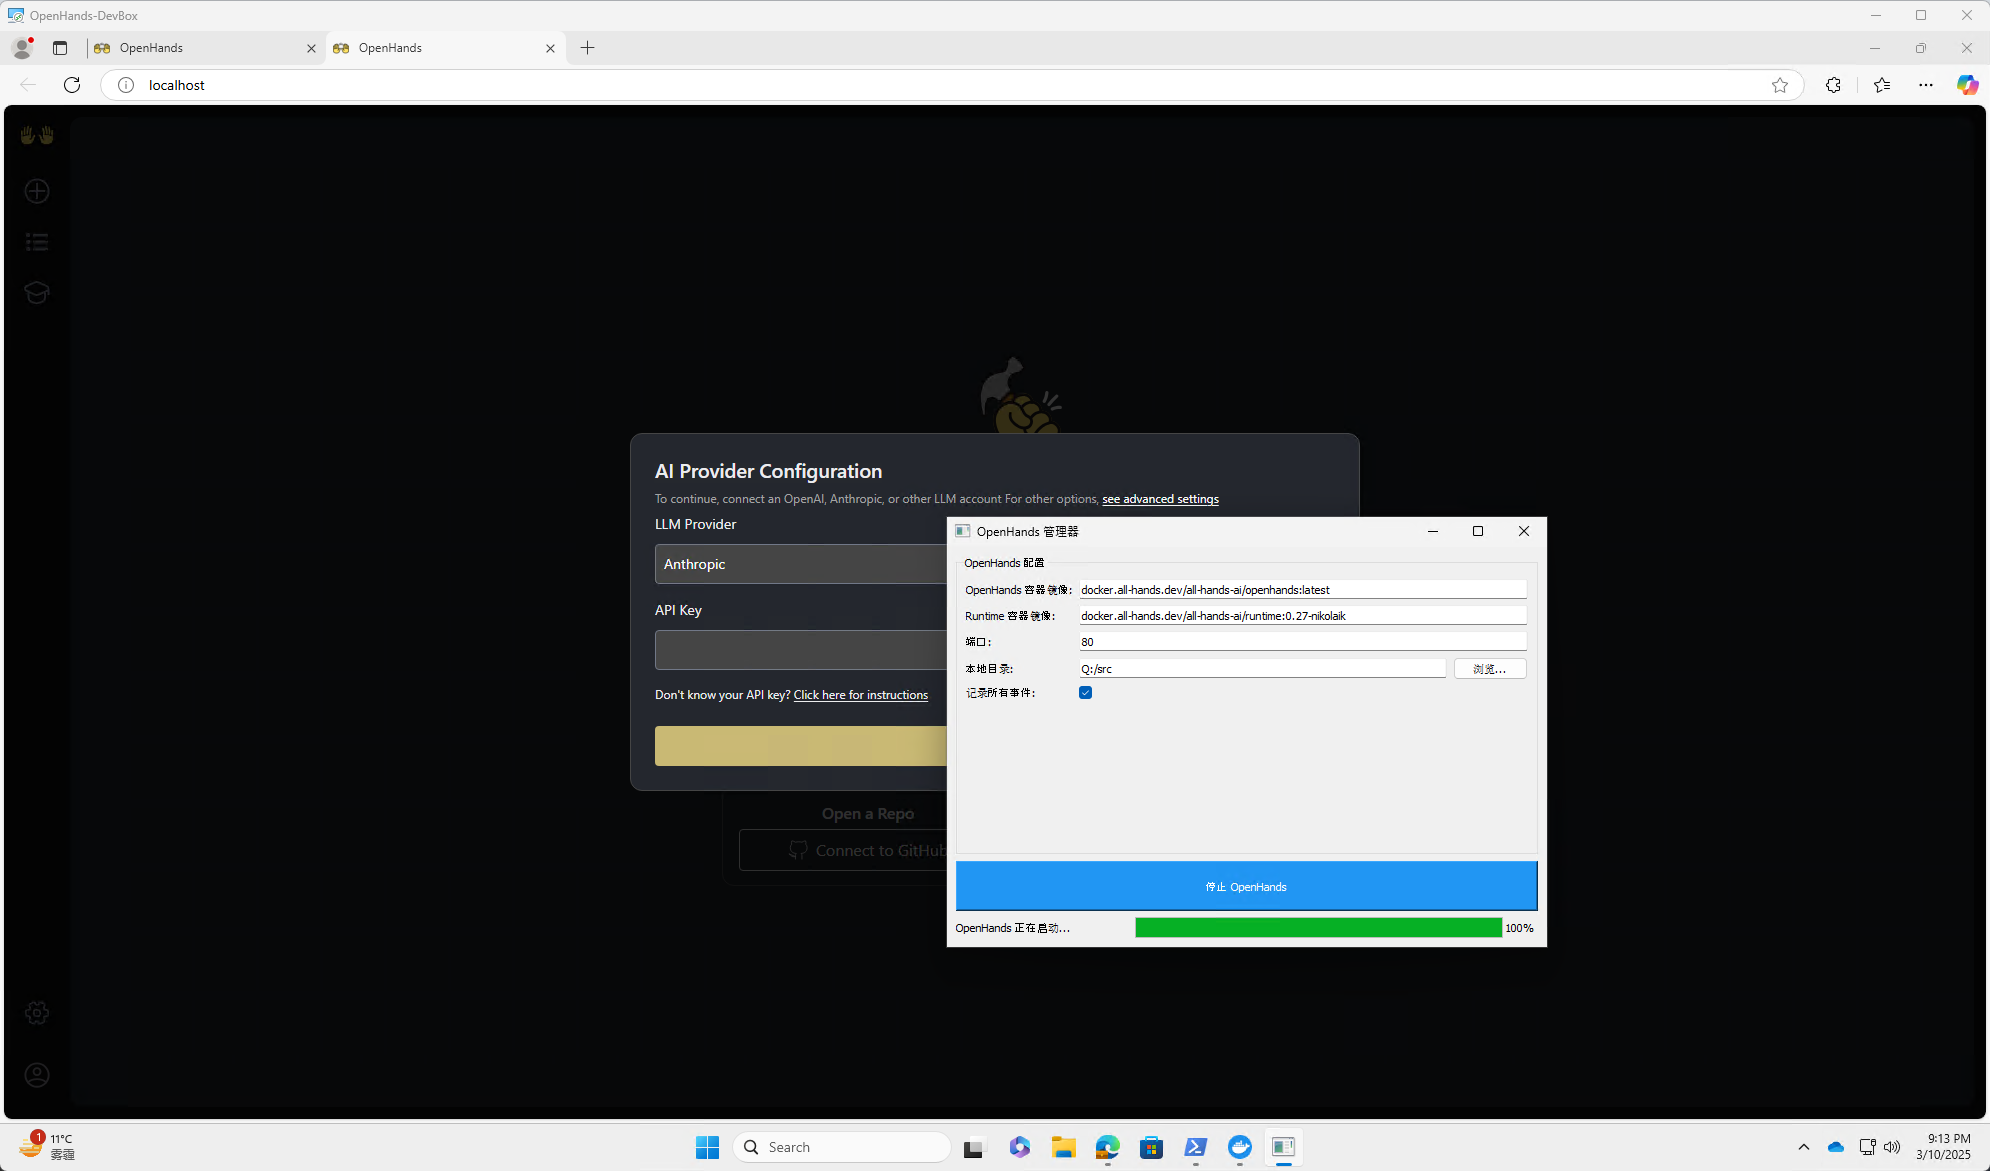 OpenHands-DevBox
OpenHands
OpenHands
localhost
AI Provider Configuration
To continue, connect an OpenAI, Anthropic, or other LLM account For other options, see advanced settings
LLM Provider
Anthropic
API Key
Don't know your API key? Click here for instructions
Open a Repo
Connect to GitHub
OpenHands 管理器
OpenHands 配置
OpenHands 容器镜像: docker.all-hands.dev/all-hands-ai/openhands:latest
Runtime 容器镜像: docker.all-hands.dev/all-hands-ai/runtime:0.27-nikolaik
端口: 80
本地目录: Q:/src 浏览...
记录所有事件:
停止 OpenHands
OpenHands 正在启动... 100%
1
11°C
雾霾
Search
9:13 PM
3/10/2025